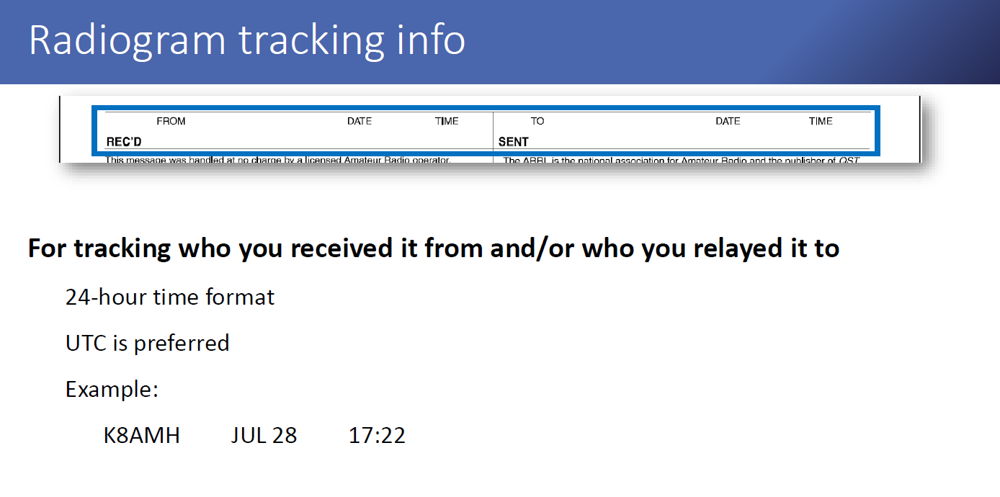 Radiogram tracking info
FROM DATE TIME TO DATE TIME
REC'D SENT
This message was handled at no charge by a licensed Amateur Radio operator. The ARRL is the national association for Amateur Radio and the publisher of QST
For tracking who you received it from and/or who you relayed it to
24-hour time format
UTC is preferred
Example:
K8AMH JUL 28 17:22